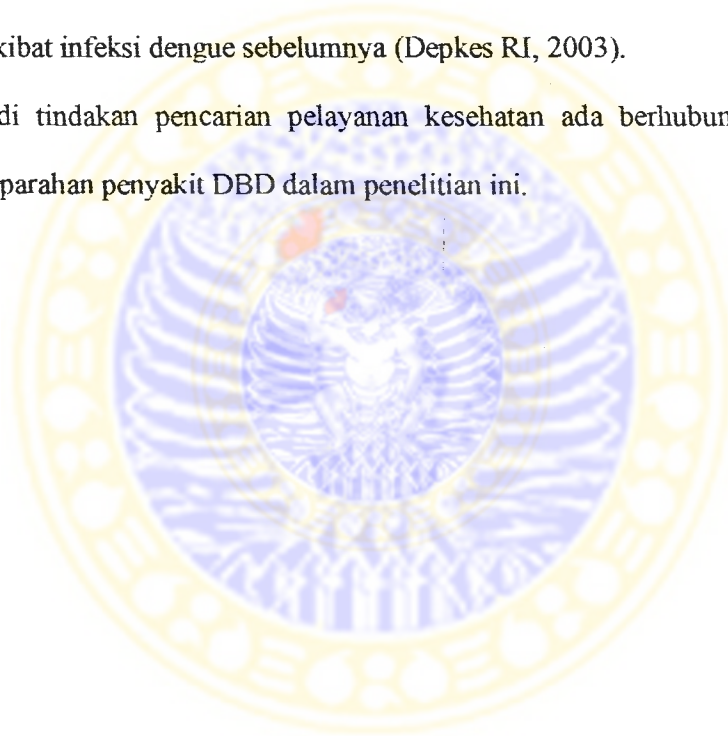 kibat infeksi dengue sebelumnya (Depkes RI, 2003).
di tindakan pencarian pelayanan kesehatan ada berhubun
parahan penyakit DBD dalam penelitian ini.